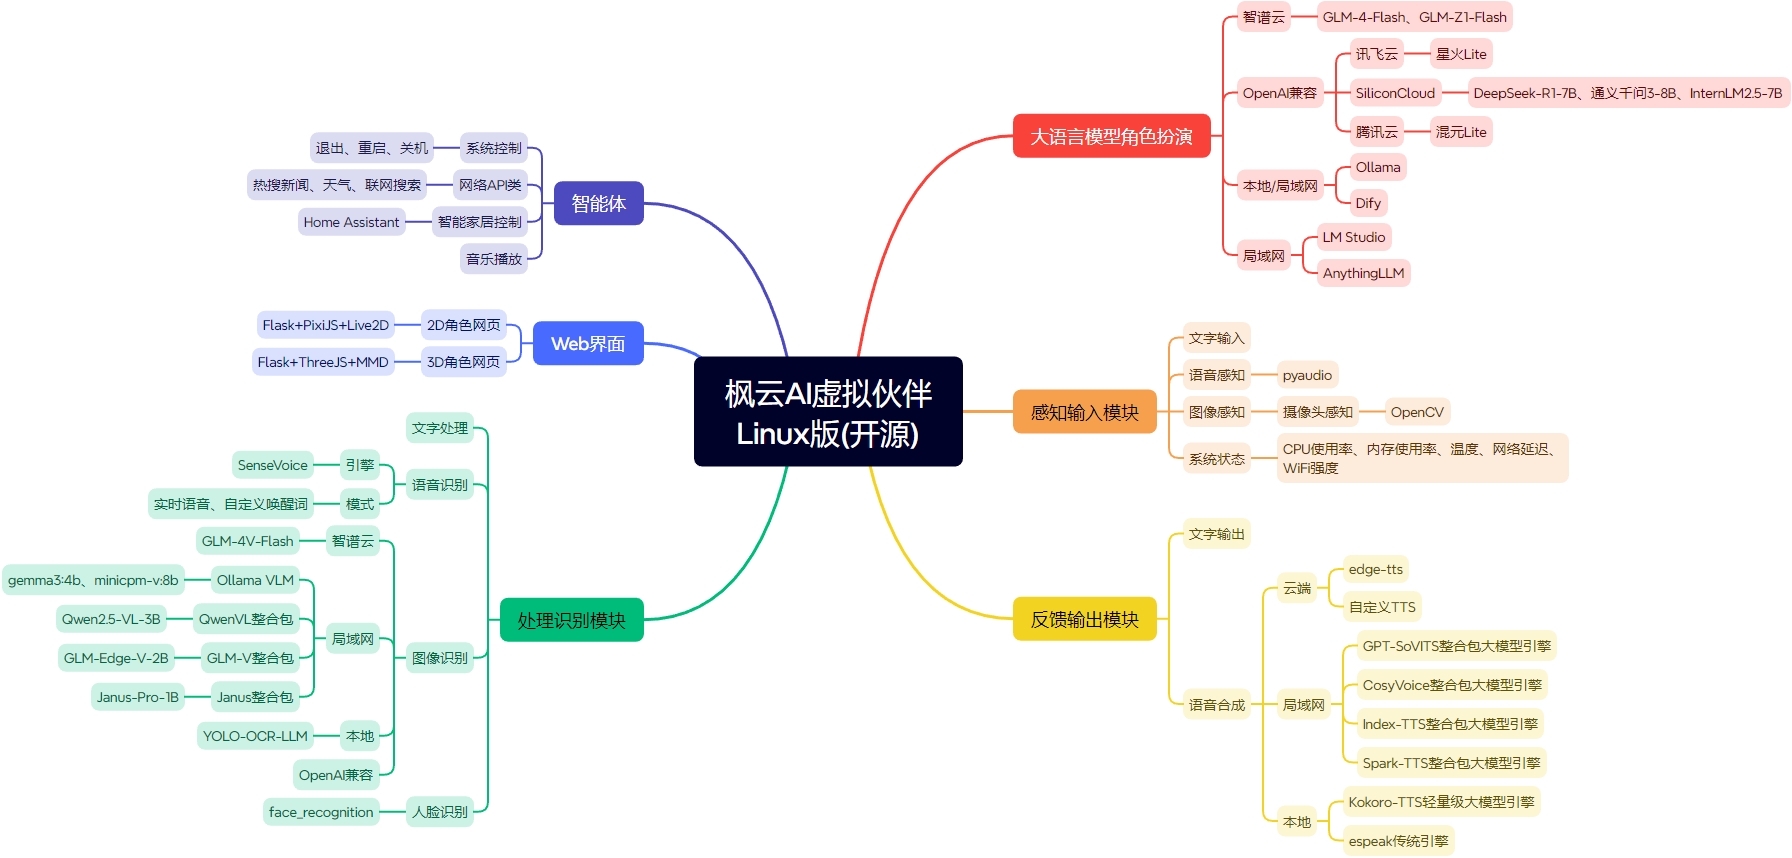 枫云AI虚拟伙伴
Linux版(开源)
大语言模型角色扮演
智谱云
GLM-4-Flash、GLM-Z1-Flash
OpenAI兼容
讯飞云
星火Lite
SiliconCloud
DeepSeek-R1-7B、通义千问3-8B、InternLM2.5-7B
腾讯云
混元Lite
本地/局域网
Ollama
Dify
局域网
LM Studio
AnythingLLM
感知输入模块
文字输入
语音感知
pyaudio
图像感知
摄像头感知
OpenCV
系统状态
CPU使用率、内存使用率、温度、网络延迟、
WiFi强度
反馈输出模块
文字输出
语音合成
云端
edge-tts
自定义TTS
局域网
GPT-SoVITS整合包大模型引擎
CosyVoice整合包大模型引擎
Index-TTS整合包大模型引擎
Spark-TTS整合包大模型引擎
本地
Kokoro-TTS轻量级大模型引擎
espeak传统引擎
智能体
系统控制
退出、重启、关机
网络API类
热搜新闻、天气、联网搜索
智能家居控制
Home Assistant
音乐播放
Web界面
2D角色网页
Flask+PixiJS+Live2D
3D角色网页
Flask+ThreeJS+MMD
处理识别模块
文字处理
语音识别
引擎
SenseVoice
模式
实时语音、自定义唤醒词
图像识别
智谱云
GLM-4V-Flash
局域网
Ollama VLM
gemma3:4b、minicpm-v:8b
QwenVL整合包
Qwen2.5-VL-3B
GLM-V整合包
GLM-Edge-V-2B
Janus整合包
Janus-Pro-1B
本地
YOLO-OCR-LLM
OpenAI兼容
人脸识别
face_recognition